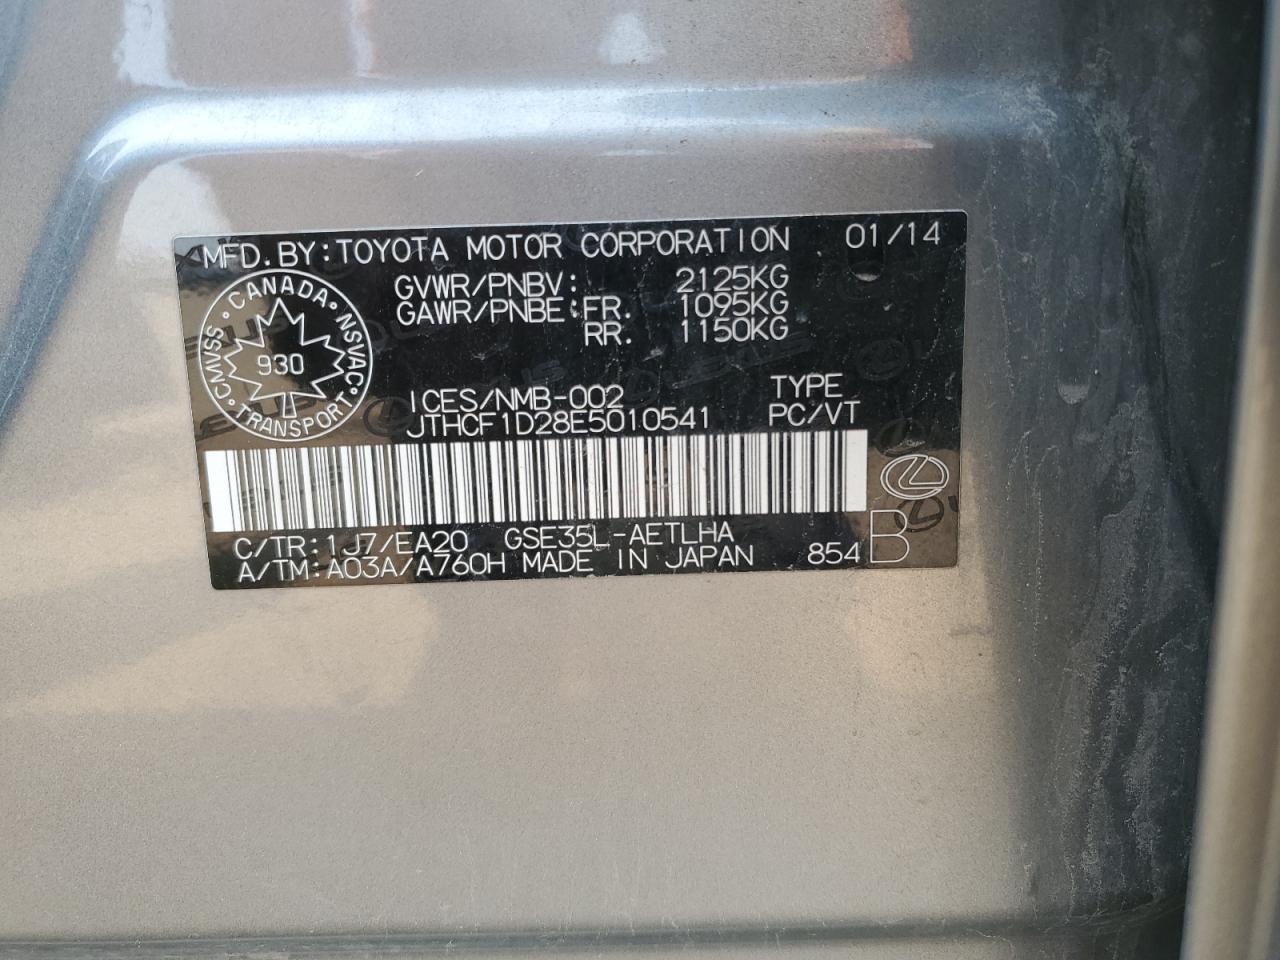 MFD. BY: TOYOTA MOTOR CORPORATION 01/14
GVWR/PNBV: 2125KG
GAWR/PNBE: FR. 1095KG
RR. 1150KG
CANADA
CMVSS
NSVAC
930
TRANSPORT
ICES/NMB-002 TYPE
JTHCF1D28E5010541 PC/VT
C/TR: 1J7/EA20 GSE35L-AETLHA
A/TM: A03A/A760H MADE IN JAPAN 854 B